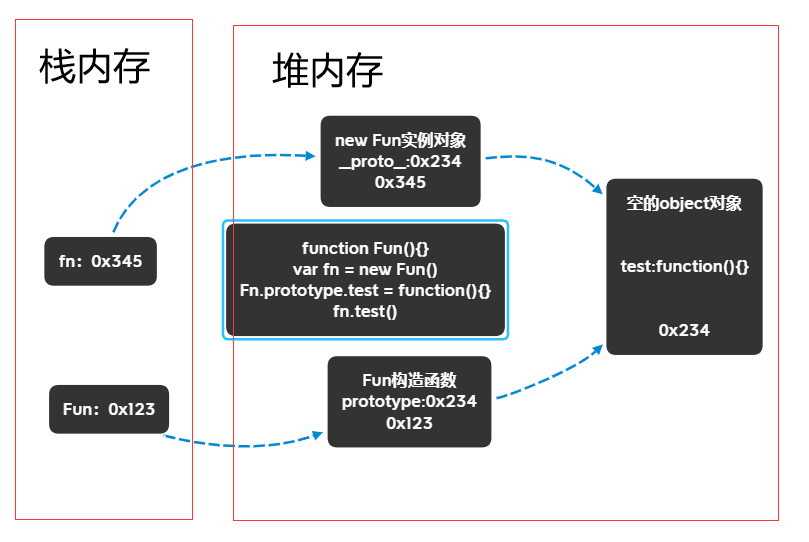 栈内存
堆内存
new Fun实例对象
_proto_:0x234
0x345
空的object对象
test:function(){}
0x234
fn：0x345
function Fun(){}
var fn = new Fun()
Fn.prototype.test = function(){}
fn.test()
Fun：0x123
Fun构造函数
prototype:0x234
0x123